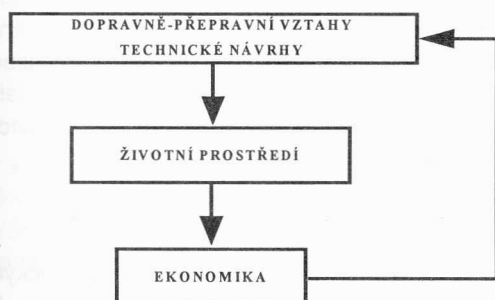 DOPRAVNĚ-PŘEPRAVNÍ VZTAHY
TECHNICKÉ NÁVRHY
ŽIVOTNÍ PROSTŘEDÍ
EKONOMIKA